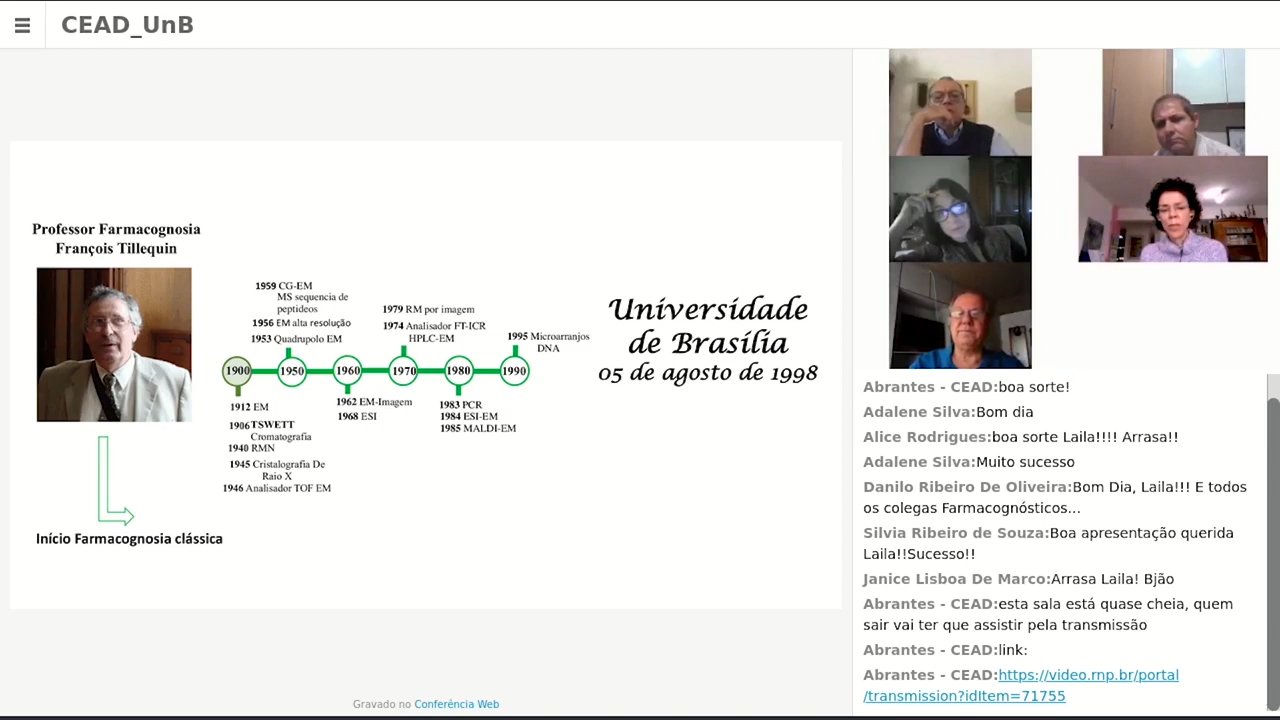 CEAD_UnB
Professor Farmacognosia
François Tillequin
1959 CG-EM
MS sequencia de
peptídeos
1956 EM alta resolução
1953 Quadrupolo EM
1979 RM por imagem
1974 Analisador FT-ICR
HPLC-EM
1995 Microarranjos
DNA
1900
1950
1960
1970
1980
1990
1912 EM
1906 TSWETT
Cromatografia
1940 RMN
1945 Cristalografia De
Raio X
1946 Analisador TOF EM
1962 EM-Imagem
1968 ESI
1983 PCR
1984 ESI-EM
1985 MALDI-EM
Início Farmacognosia clássica
Universidade
de Brasília
05 de agosto de 1998
Gravado no Conferência Web
Abrantes - CEAD:boa sorte!
Adalene Silva:Bom dia
Alice Rodrigues:boa sorte Laila!!!! Arrasa!!
Adalene Silva:Muito sucesso
Danilo Ribeiro De Oliveira:Bom Dia, Laila!!! E todos
os colegas Farmacognósticos...
Silvia Ribeiro de Souza:Boa apresentação querida
Laila!!Sucesso!!
Janice Lisboa De Marco:Arrasa Laila! Bjão
Abrantes - CEAD:esta sala está quase cheia, quem
sair vai ter que assistir pela transmissão
Abrantes - CEAD:link:
Abrantes - CEAD:https://video.rnp.br/portal
/transmission?idItem=71755